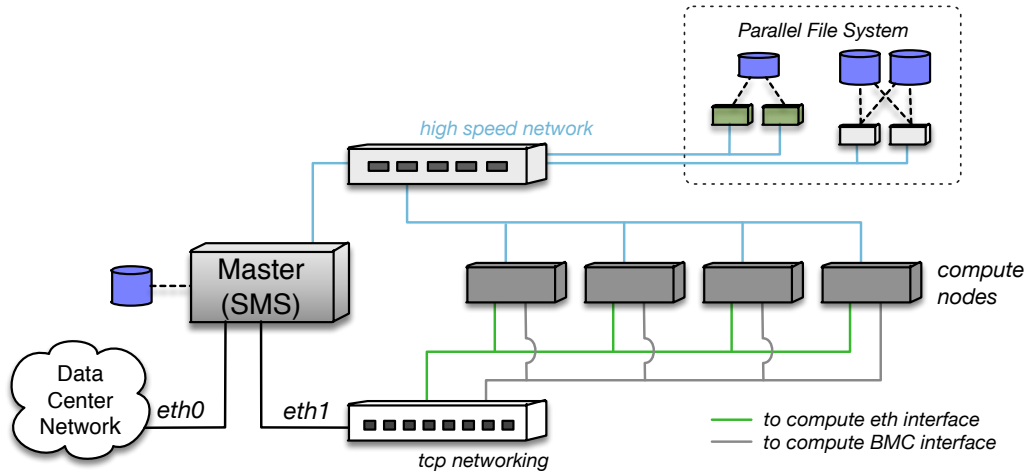 Parallel File System
high speed network
Master
(SMS)
compute
nodes
Data
Center
Network
eth0
eth1
tcp networking
to compute eth interface
to compute BMC interface